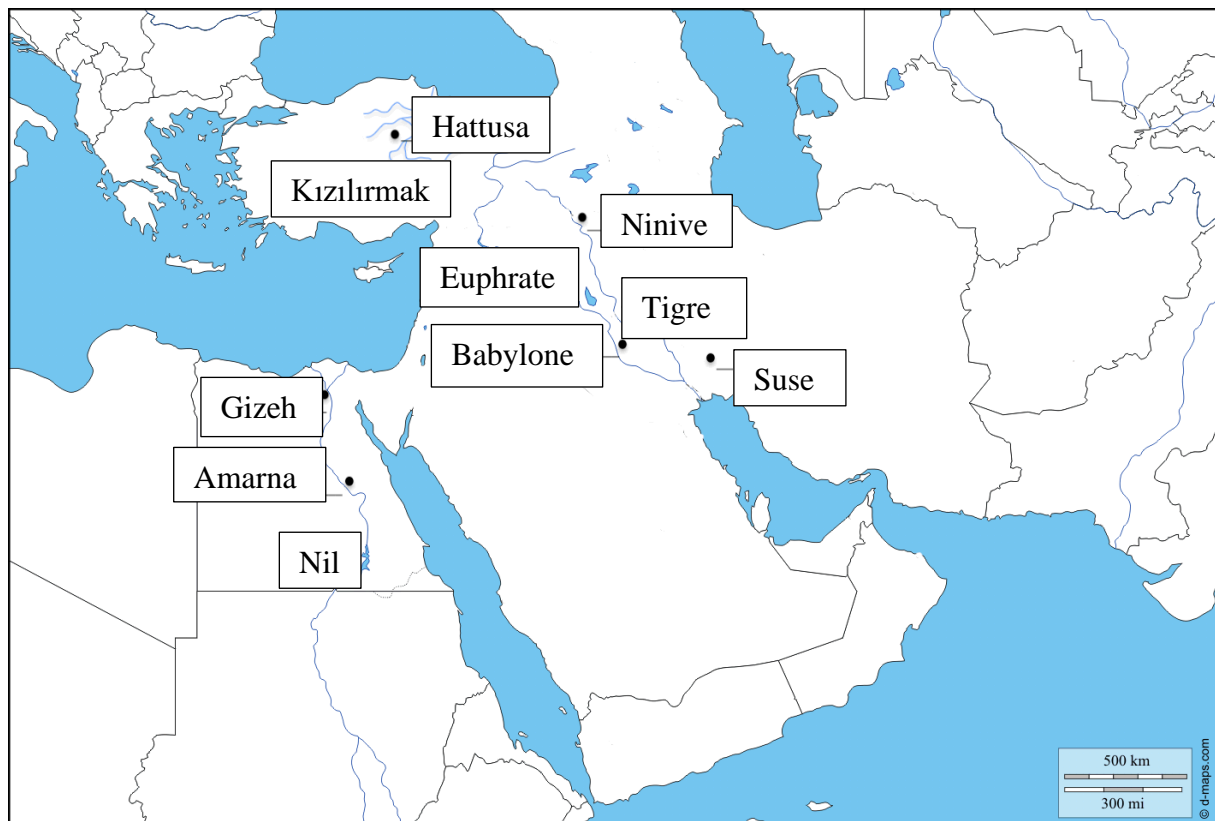 Hattusa
Kızılırmak
Ninive
Euphrate
Tigre
Babylone
Suse
Gizeh
Amarna
Nil
500 km
300 mi
© d-maps.com